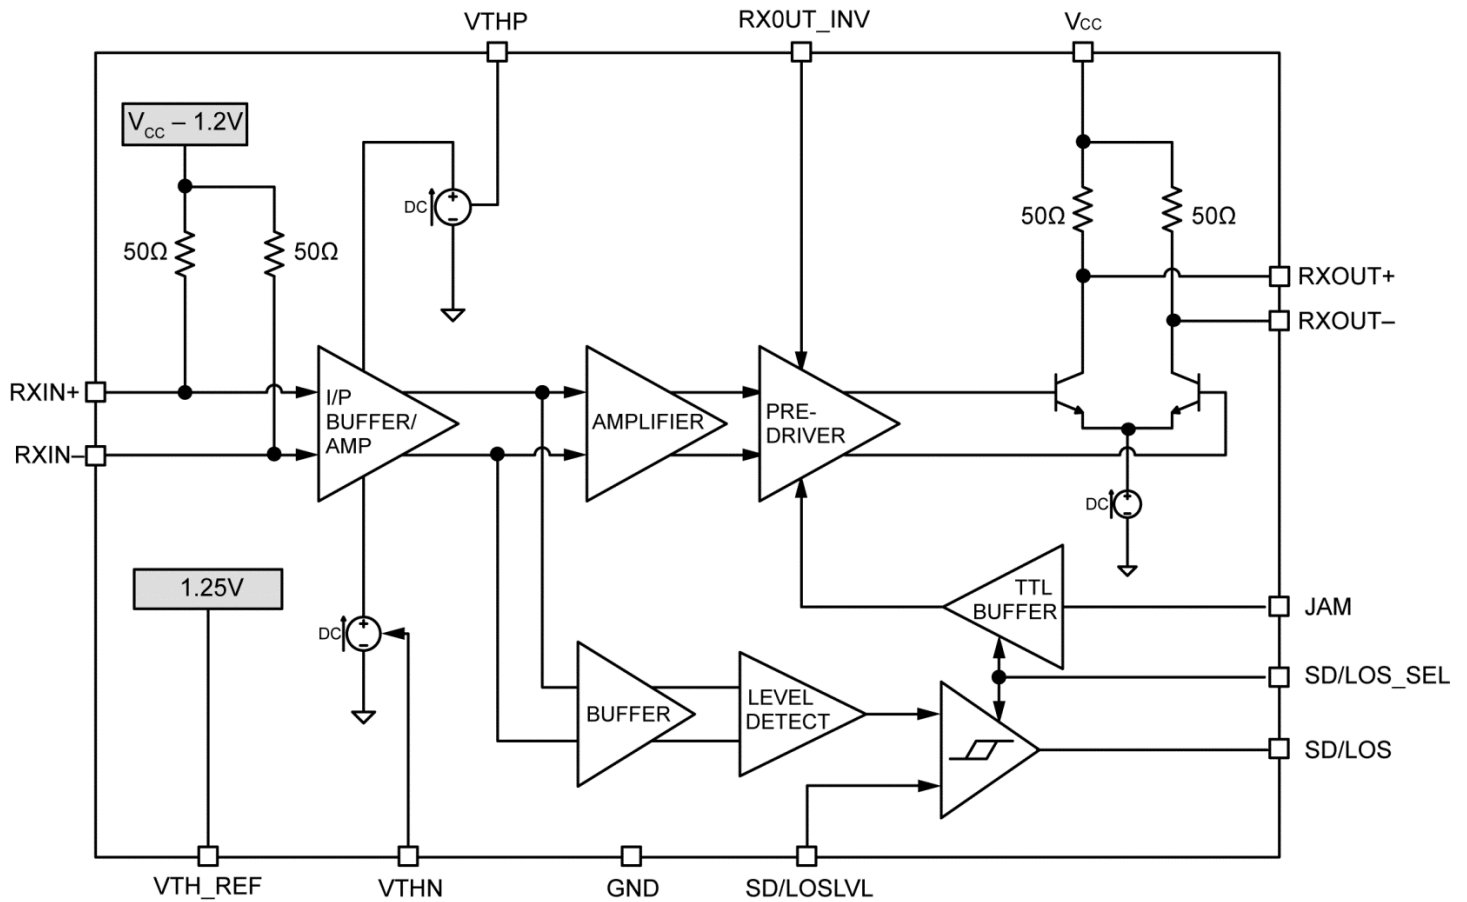 VTHP
RX0UT_INV
VCC
VCC – 1.2V
50Ω
50Ω
DC
+
–
50Ω
50Ω
RXOUT+
RXOUT–
RXIN+
RXIN–
I/P
BUFFER/
AMP
AMPLIFIER
PRE-
DRIVER
DC
+
–
1.25V
DC
+
–
TTL
BUFFER
JAM
SD/LOS_SEL
BUFFER
LEVEL
DETECT
SD/LOS
VTH_REF
VTHN
GND
SD/LOSLVL